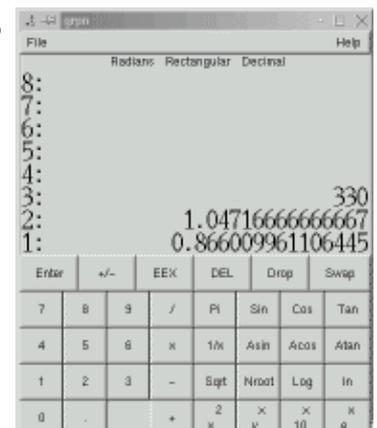 grpn
File Help
Radians Rectangular Decimal
8:
7:
6:
5:
4:
3: 330
2: 1.04716666666667
1: 0.866009961106445
Enter +/- EEX DEL Drop Swap
7 8 9 / Pi Sin Cos Tan
4 5 6 × 1/x Asin Acos Atan
1 2 3 - Sqrt Nroot Log ln
0 . +